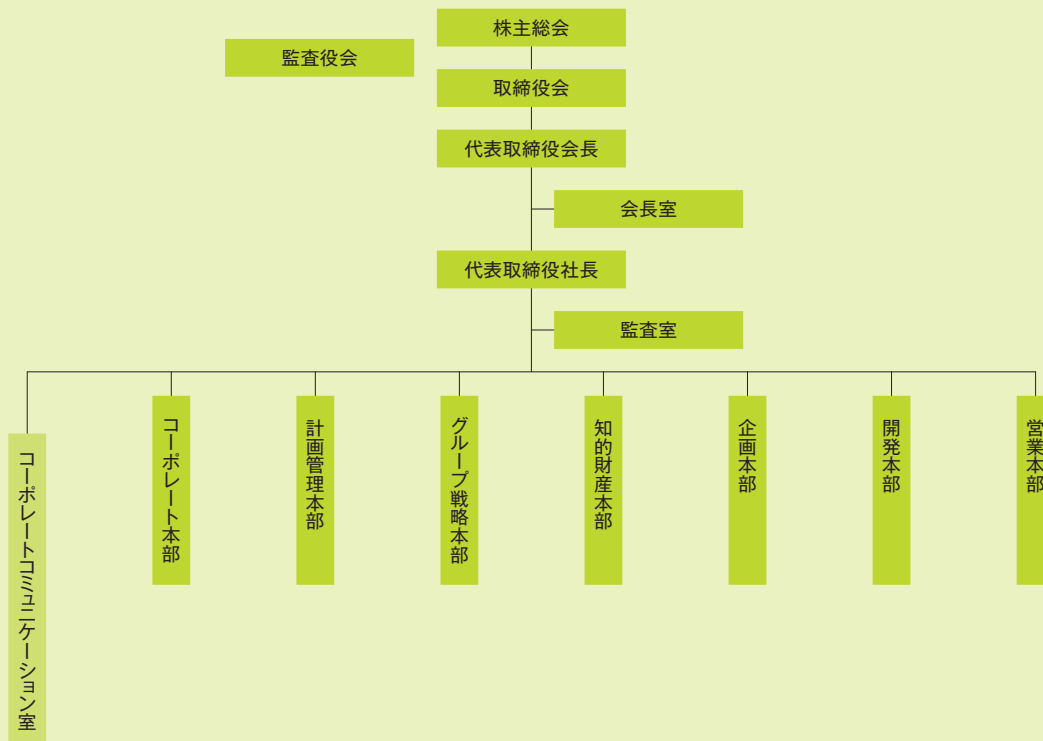 株主総会
監査役会
取締役会
代表取締役会長
会長室
代表取締役社長
監査室
コーポレートコミュニケーション室
コーポレート本部
計画管理本部
グループ戦略本部
知的財産本部
企画本部
開発本部
営業本部